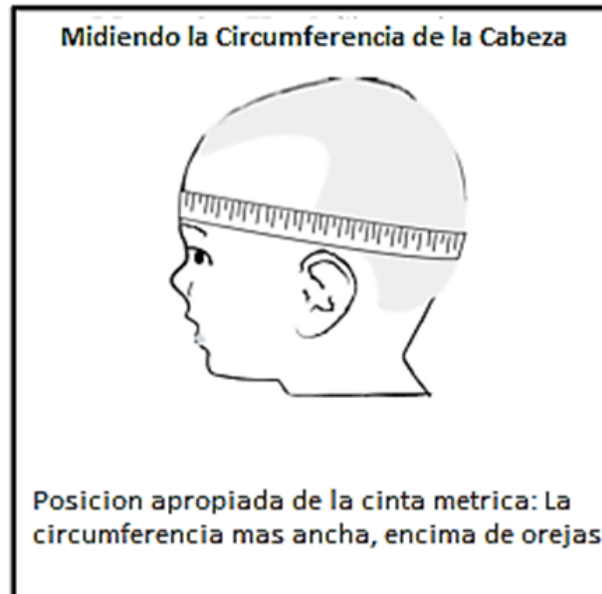 Midiendo la Circumferencia de la Cabeza
Posicion apropiada de la cinta metrica: La
circumferencia mas ancha, encima de orejas